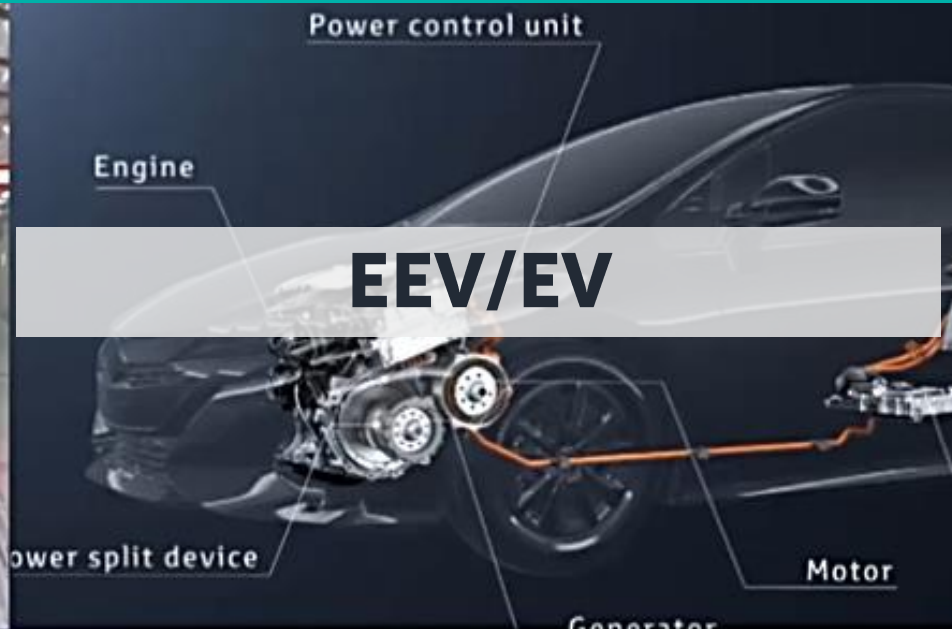 Power control unit
Engine
EEV/EV
ower split device
Motor
Generator